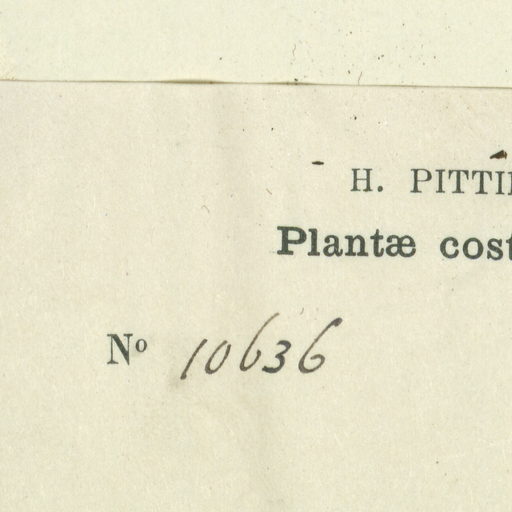 H. PITTI
Plantæ cost
Nº 10636